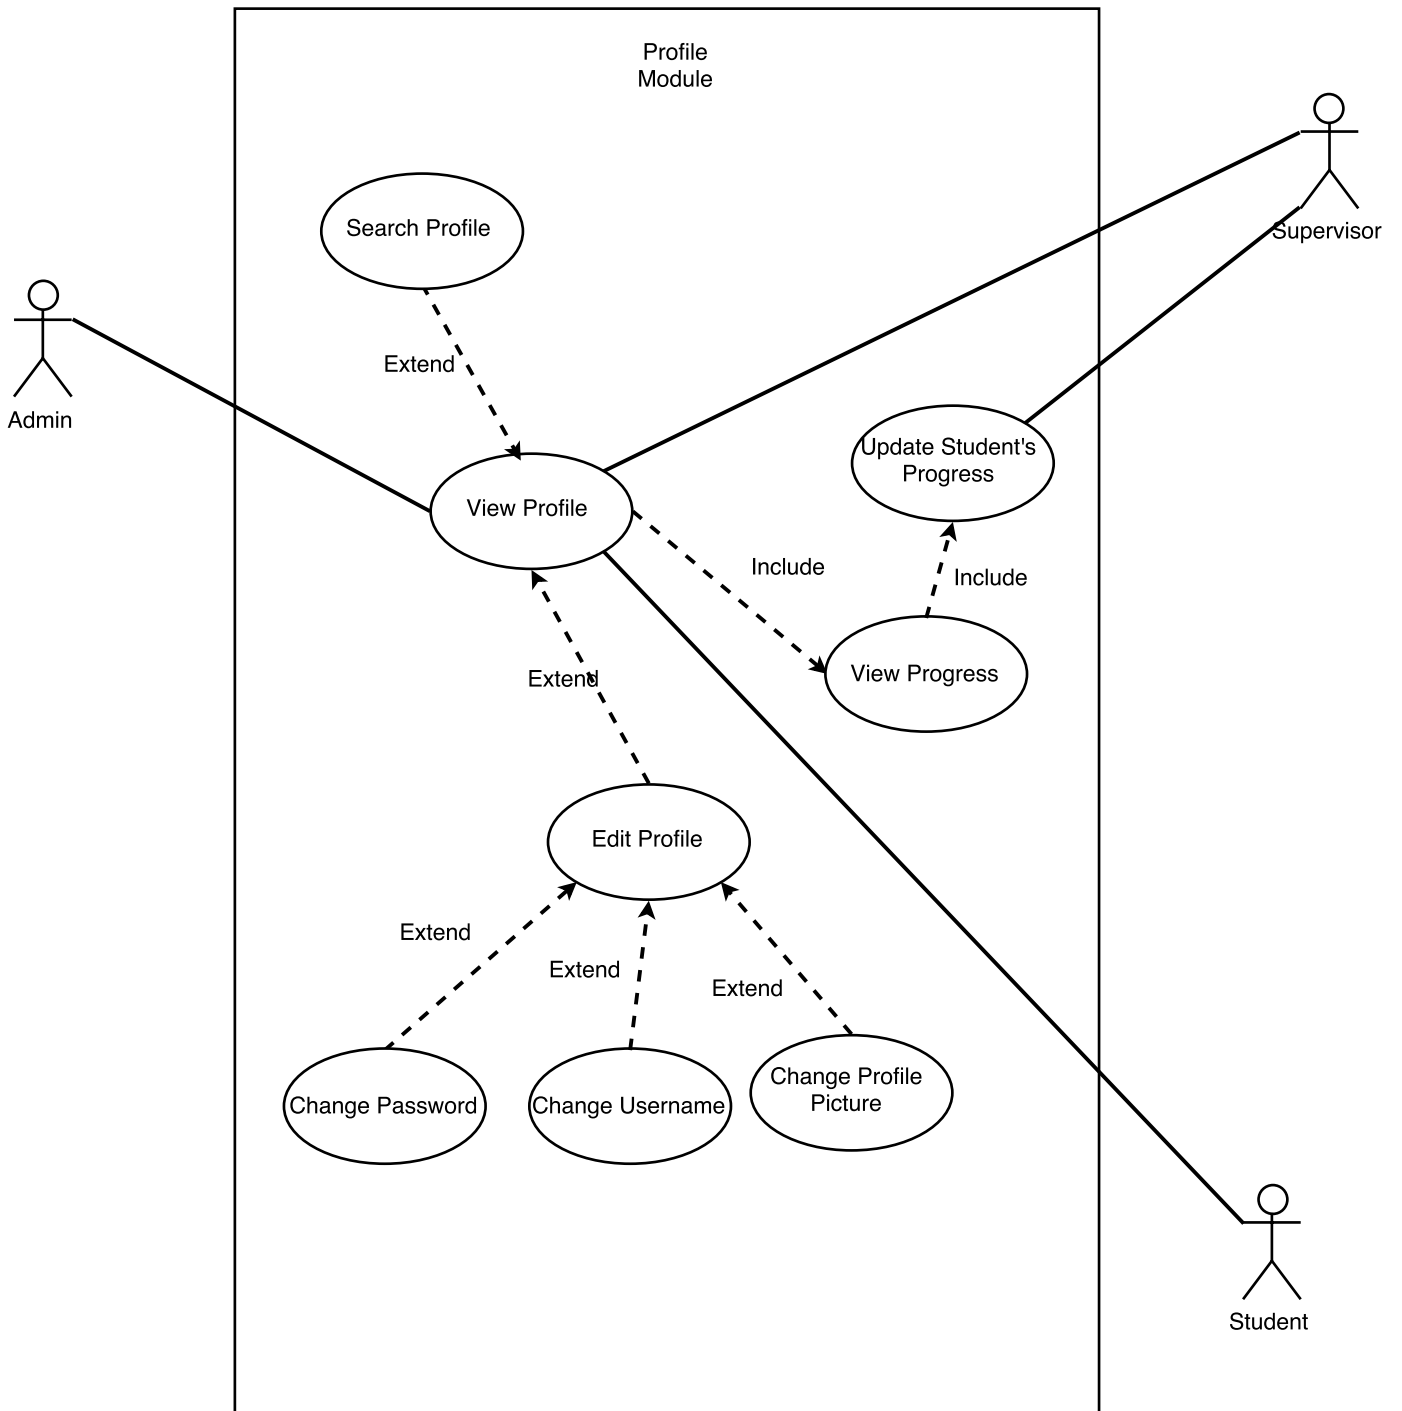 Profile
Module
Supervisor
Search Profile
Extend
Admin
Update Student's
Progress
View Profile
Include
Include
Extend
View Progress
Edit Profile
Extend
Extend
Extend
Change Password
Change Username
Change Profile
Picture
Student